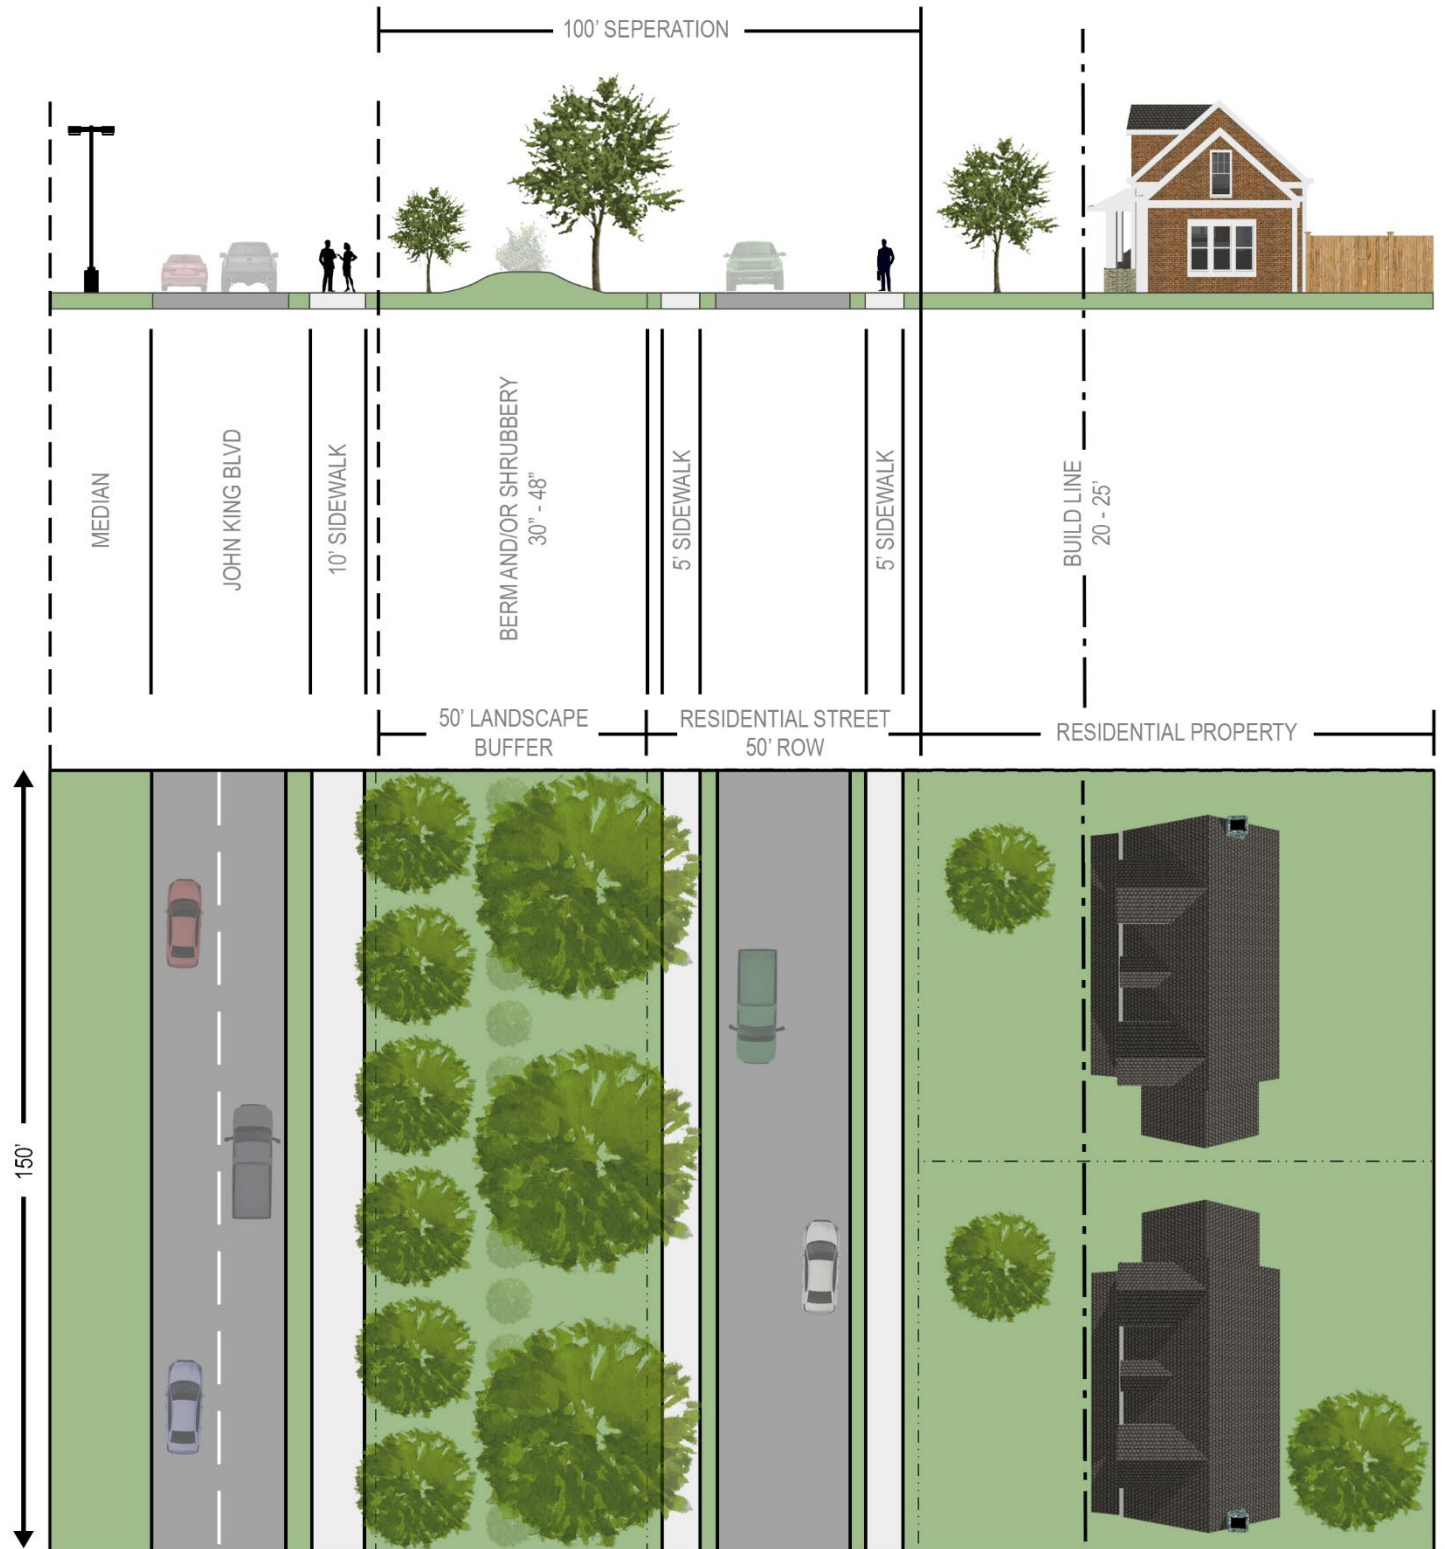 100’ SEPERATION
MEDIAN
JOHN KING BLVD
10’ SIDEWALK
BERM AND/OR SHRUBBERY
30” - 48”
5’ SIDEWALK
5’ SIDEWALK
BUILD LINE
20 - 25’
50’ LANDSCAPE
BUFFER
RESIDENTIAL STREET
50’ ROW
RESIDENTIAL PROPERTY
150’